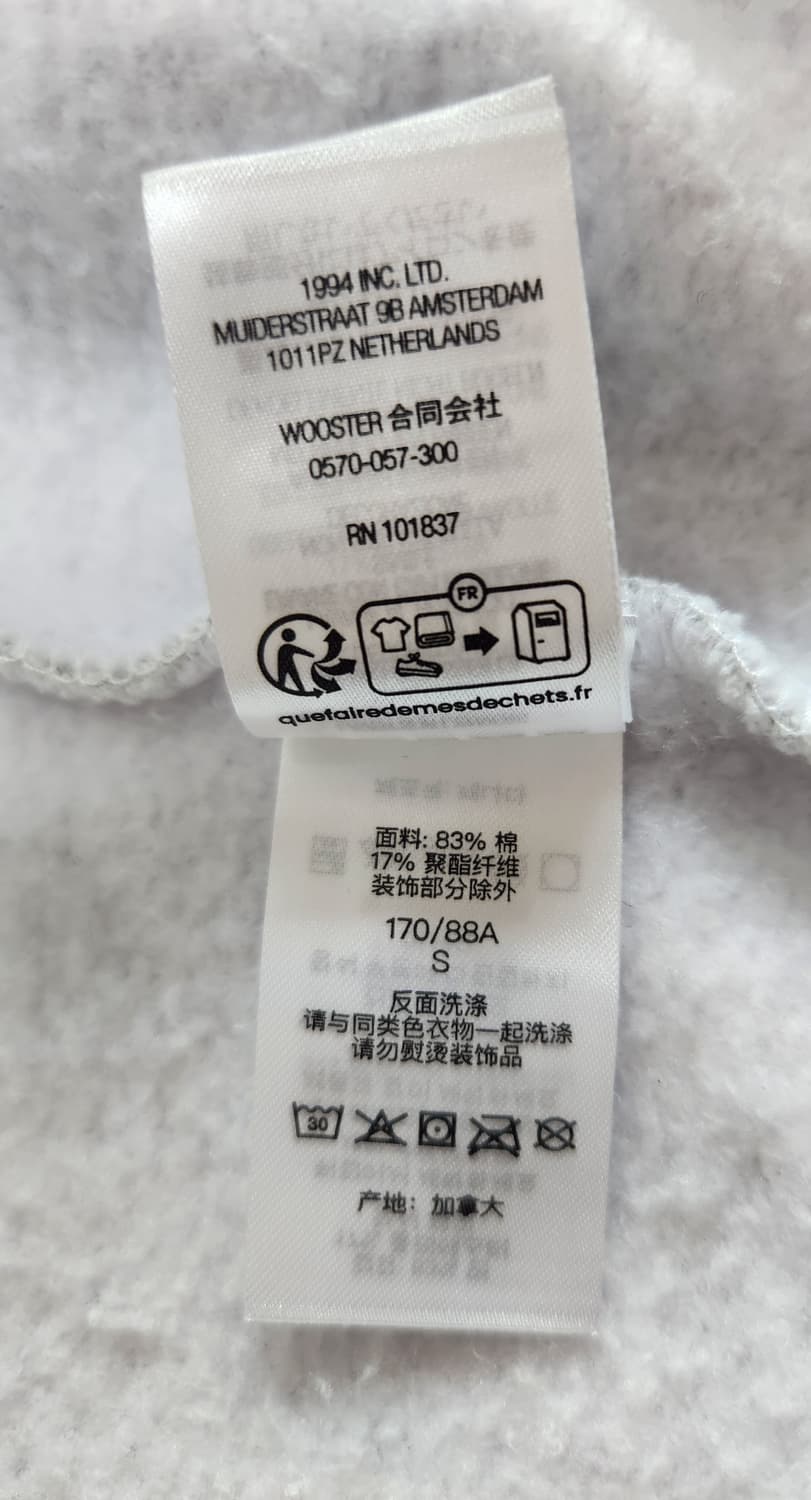 1994 INC. LTD.
MUIDERSTRAAT 9B AMSTERDAM
1011PZ NETHERLANDS
WOOSTER 合同会社
0570-057-300
RN 101837
FR
quefairedemesdechets.fr
面料: 83% 棉
17% 聚酯纤维
装饰部分除外
170/88A
S
反面洗涤
请与同类色衣物一起洗涤
请勿熨烫装饰品
30
产地: 加拿大